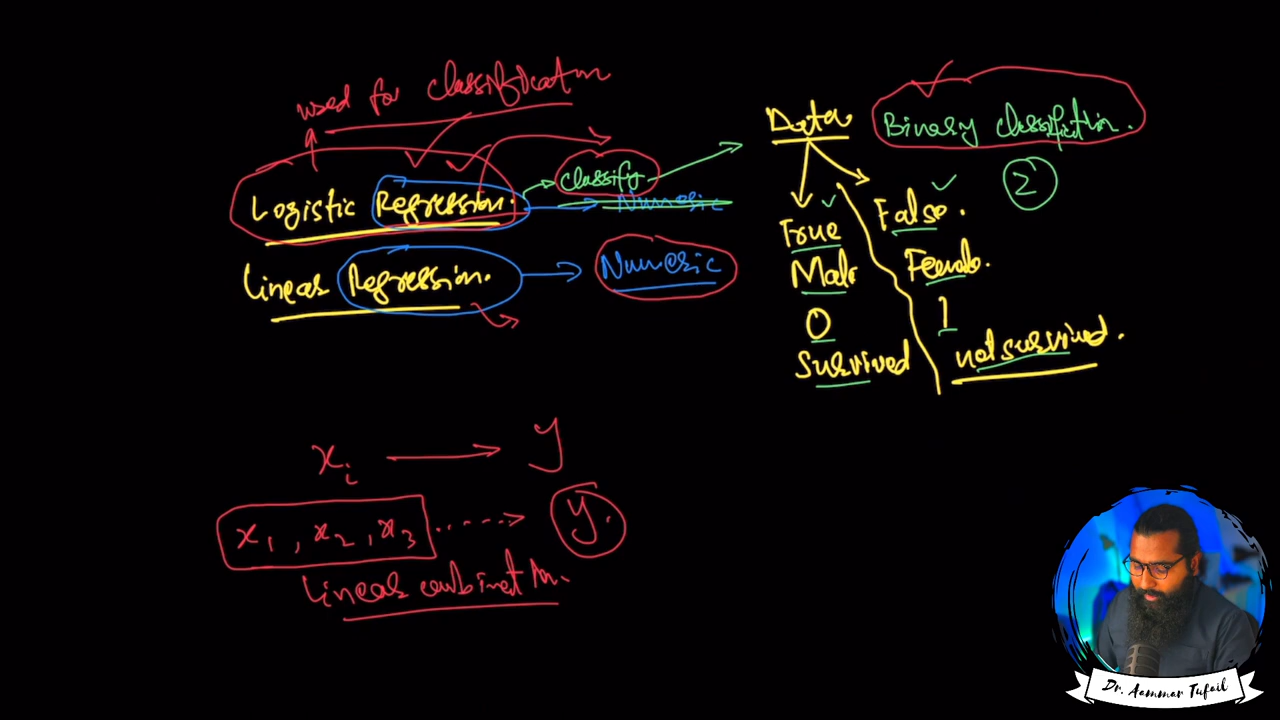 used for classification
Logistic Regression.
classify
Numeric
Linear Regression.
Numeric
Data
Binary classification.
2
True
False.
Male
Female.
0
1
Survived
not survived.
xi → y
x1, x2, x3 ......→ y.
Linear combination.
Dr. Aammar Tufail